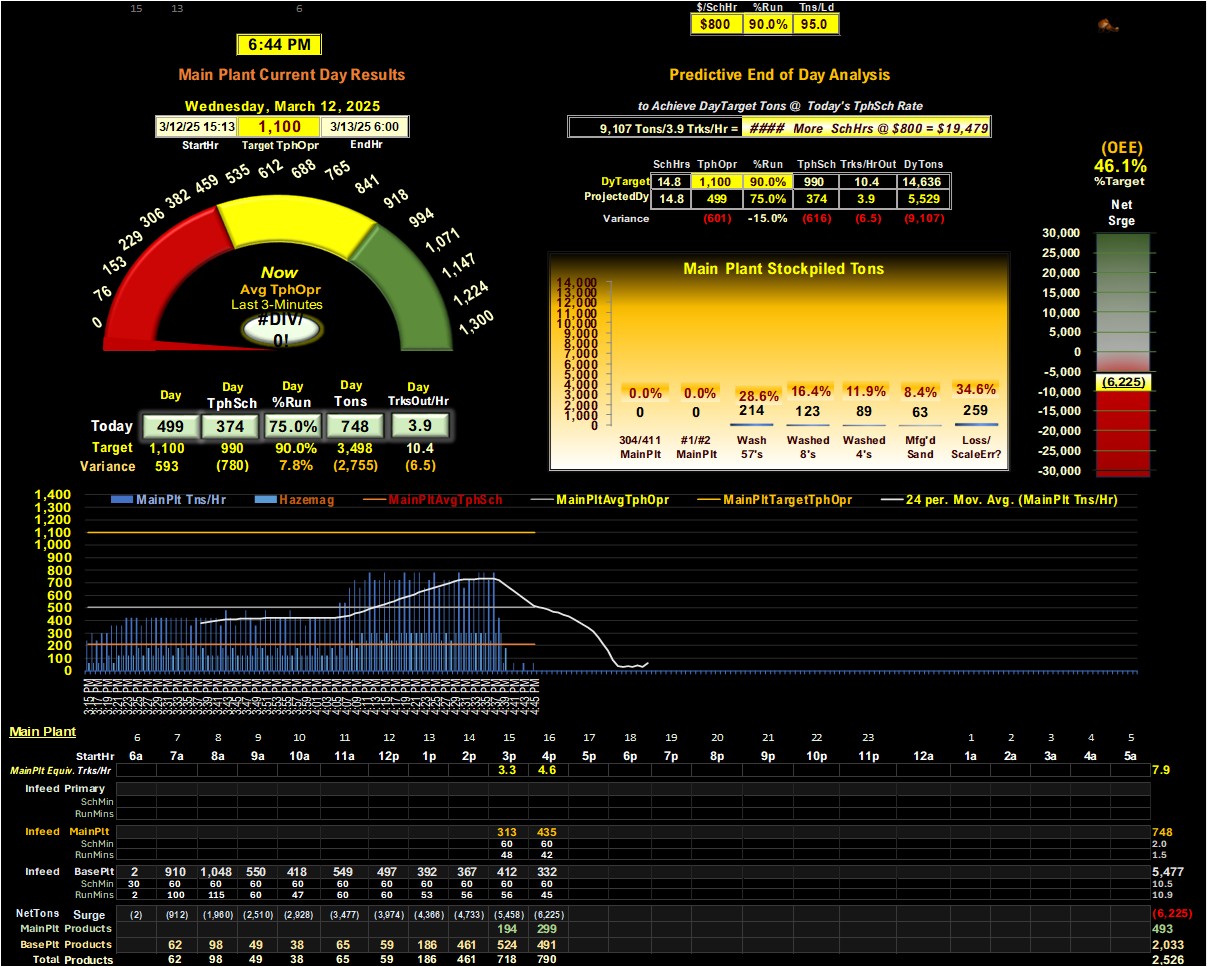 15 13 6
$/SchHr %Run Tns/Ld
$800 90.0% 95.0
6:44 PM
Main Plant Current Day Results
Predictive End of Day Analysis
Wednesday, March 12, 2025
to Achieve DayTarget Tons @ Today's TphSch Rate
3/12/25 15:13 1,100 3/13/25 6:00
StartHr Target TphOpr EndHr
9,107 Tons/3.9 Trks/Hr = #### More SchHrs @ $800 = $19,479
(OEE)
46.1%
%Target
Net
Srge
SchHrs TphOpr %Run TphSch Trks/HrOut DyTons
DyTarget 14.8 1,100 90.0% 990 10.4 14,636
ProjectedDy 14.8 499 75.0% 374 3.9 5,529
Variance (601) -15.0% (616) (6.5) (9,107)
0 76 153 229 306 382 459 535 612 688 765 841 918 994 1,071 1,147 1,224 1,300
Now
Avg TphOpr
Last 3-Minutes
#DIV/
0!
Main Plant Stockpiled Tons
14,000
13,000
12,000
11,000
10,000
9,000
8,000
7,000
6,000
5,000
4,000
3,000
2,000
1,000
0
0.0% 0.0% 28.6% 16.4% 11.9% 8.4% 34.6%
0 0 214 123 89 63 259
304/411 #1/#2 Wash Washed Washed Mfg'd Loss/
MainPlt MainPlt 57's 8's 4's Sand ScaleErr?
30,000
25,000
20,000
15,000
10,000
5,000
0
-5,000
(6,225)
-10,000
-15,000
-20,000
-25,000
-30,000
Day Day Day Day Day
TphSch %Run Tons TrksOut/Hr
Today 499 374 75.0% 748 3.9
Target 1,100 990 90.0% 3,498 10.4
Variance 593 (780) 7.8% (2,755) (6.5)
MainPlt Tns/Hr Hazemag MainPltAvgTphSch MainPltAvgTphOpr MainPltTargetTphOpr 24 per. Mov. Avg. (MainPlt Tns/Hr)
1,400
1,300
1,200
1,100
1,000
900
800
700
600
500
400
300
200
100
0
Main Plant
6 7 8 9 10 11 12 13 14 15 16 17 18 19 20 21 22 23 1 2 3 4 5
StartHr 6a 7a 8a 9a 10a 11a 12p 1p 2p 3p 4p 5p 6p 7p 8p 9p 10p 11p 12a 1a 2a 3a 4a 5a
MainPlt Equiv. Trks/Hr 3.3 4.6 7.9
Infeed Primary
SchMin
RunMins
Infeed MainPlt 313 435 748
SchMin 60 60 2.0
RunMins 48 42 1.5
Infeed BasePlt 2 910 1,048 550 418 549 497 392 367 412 332 5,477
SchMin 30 60 60 60 60 60 60 60 60 60 60 10.5
RunMins 2 100 115 60 47 60 60 53 56 56 45 10.9
NetTons Surge (2) (912) (1,960) (2,510) (2,928) (3,477) (3,974) (4,366) (4,733) (5,458) (6,225) (6,225)
MainPlt Products 194 299 493
BasePlt Products 62 98 49 38 65 59 186 461 524 491 2,033
Total Products 62 98 49 38 65 59 186 461 718 790 2,526